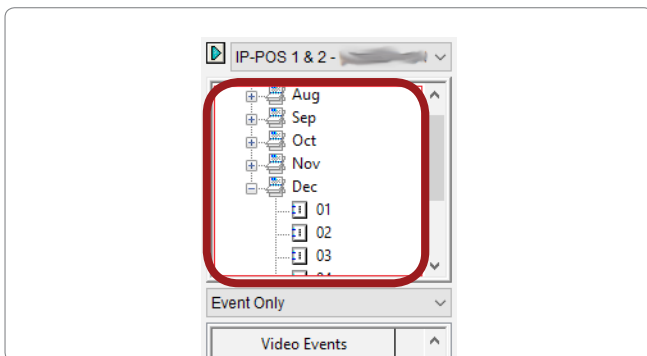 IP-POS 1 & 2 -
Aug
Sep
Oct
Nov
Dec
01
02
03
Event Only
Video Events